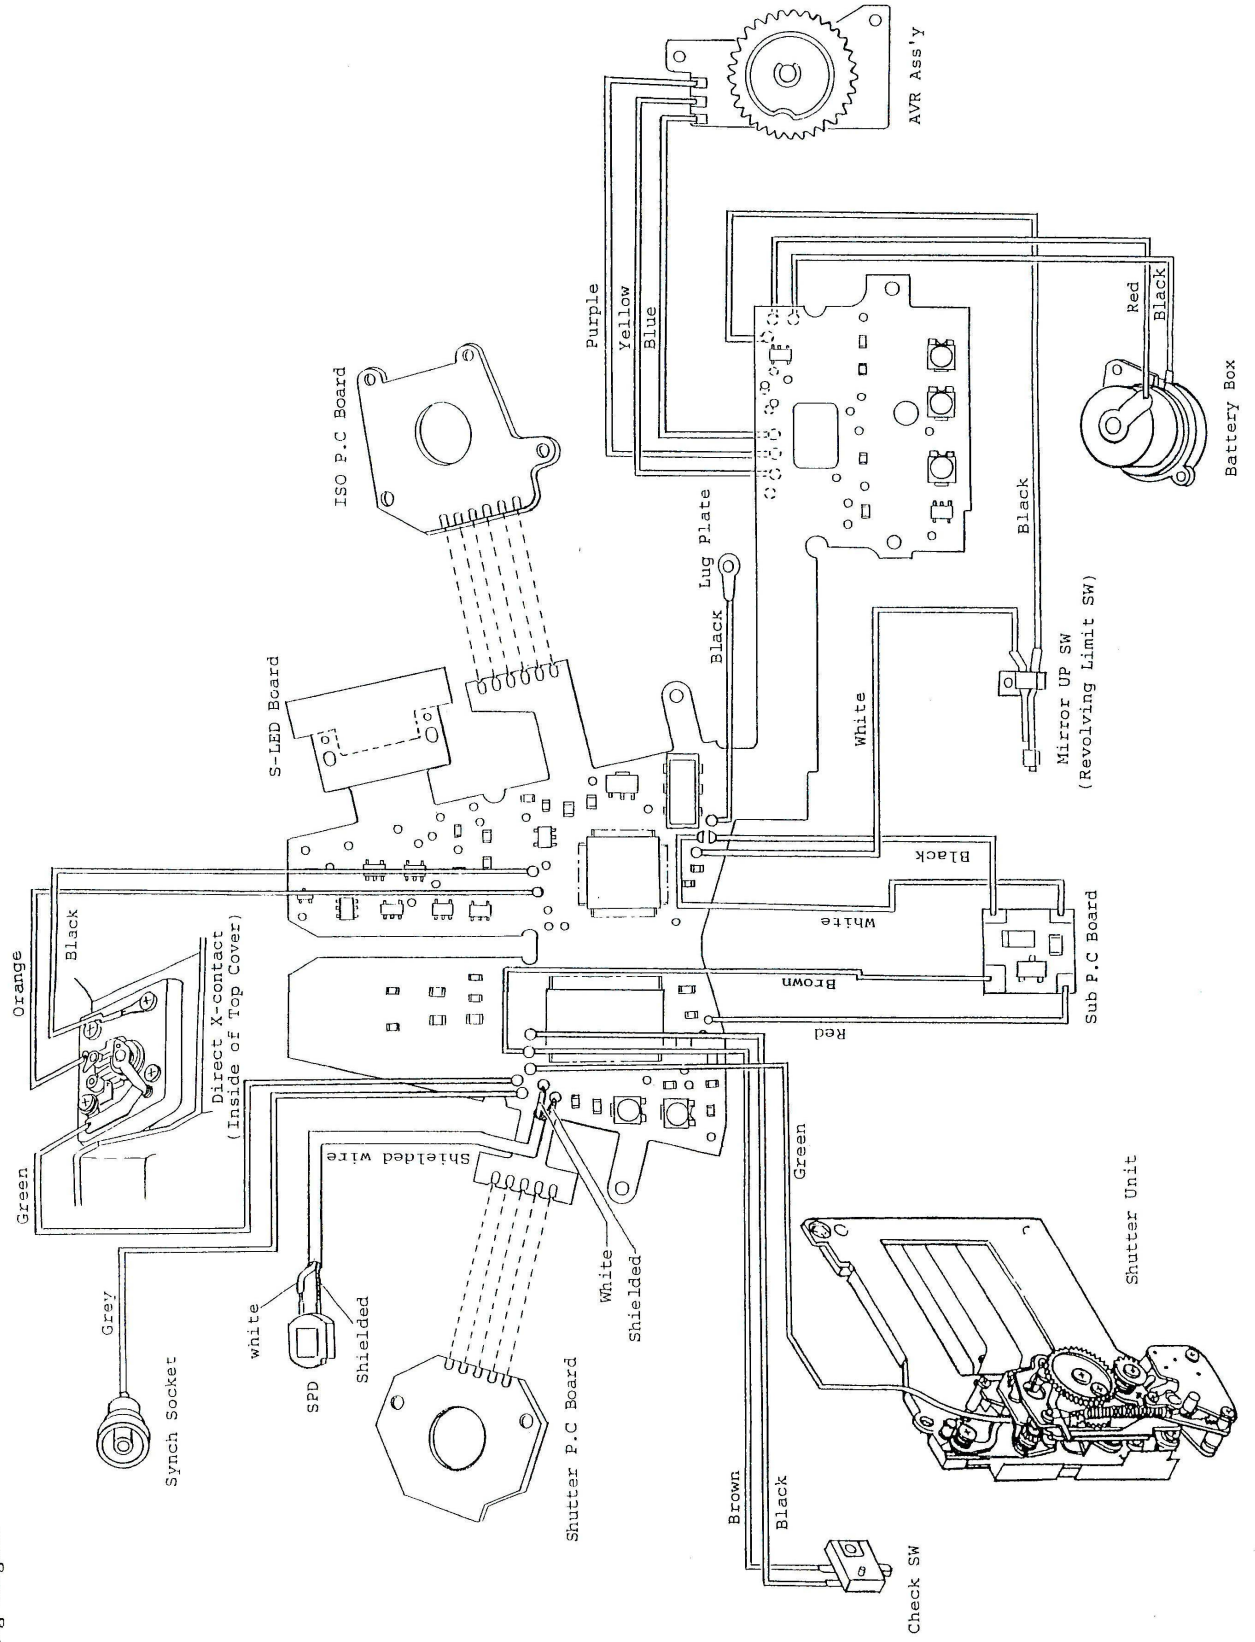 Synch Socket
Grey
Green
Orange
Black
Direct X-contact
(Inside of Top Cover)
SPD
White
Shielded
Shielded wire
S-LED Board
ISO P.C Board
Shutter P.C Board
White
Shielded
Purple
Yellow
Blue
AVR Ass'y
Lug Plate
Black
Brown
Black
Check SW
Green
Red
Brown
White
Black
Sub P.C Board
White
Mirror UP SW
(Revolving Limit SW)
Black
Red
Black
Battery Box
Shutter Unit